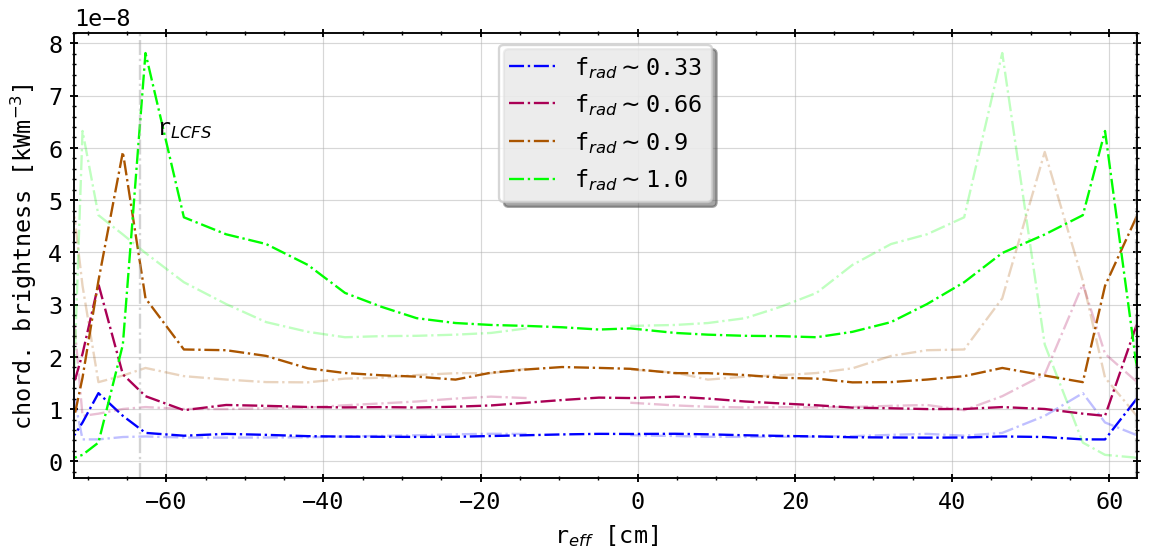 1e−8
chord. brightness [kWm⁻³]
8
7
6
5
4
3
2
1
0
r_LCFS
f_rad ∼ 0.33
f_rad ∼ 0.66
f_rad ∼ 0.9
f_rad ∼ 1.0
−60 −40 −20 0 20 40 60
r_eff [cm]